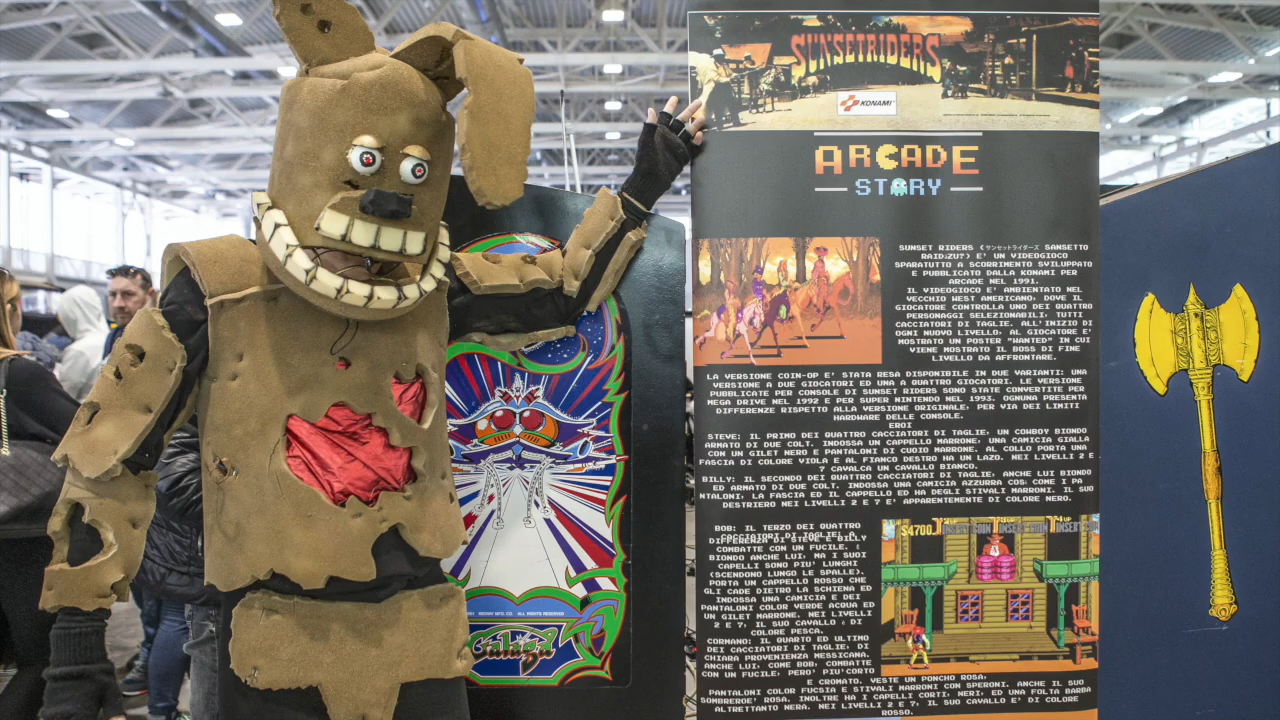 SUNSETRIDERS
KONAMI
ARCADE
STORY
SUNSET RIDERS (サンセットライダーズ SANSETTO
RAIDZU?) E' UN VIDEOGIOCO
SPARATUTTO A SCORRIMENTO SVILUPPATO
E PUBBLICATO DALLA KONAMI PER
ARCADE NEL 1991.
IL VIDEOGIOCO E' AMBIENTATO NEL
VECCHIO WEST AMERICANO, DOVE IL
GIOCATORE CONTROLLA UNO DEI QUATTRO
PERSONAGGI SELEZIONABILI, TUTTI
CACCIATORI DI TAGLIE. ALL'INIZIO DI
OGNI NUOVO LIVELLO, AL GIOCATORE E'
MOSTRATO UN POSTER "WANTED" IN CUI
VIENE MOSTRATO IL BOSS DI FINE
LIVELLO DA AFFRONTARE.
LA VERSIONE COIN-OP E' STATA RESA DISPONIBILE IN DUE VARIANTI: UNA
VERSIONE A DUE GIOCATORI ED UNA A QUATTRO GIOCATORI. LE VERSIONI
PUBBLICATE PER CONSOLE DI SUNSET RIDERS SONO STATE CONVERTITE PER
MEGA DRIVE NEL 1992 E PER SUPER NINTENDO NEL 1993. OGNUNA PRESENTA
DIFFERENZE RISPETTO ALLA VERSIONE ORIGINALE, PER VIA DEI LIMITI
HARDWARE DELLE CONSOLE.
EROI
STEVE: IL PRIMO DEI QUATTRO CACCIATORI DI TAGLIE, UN COWBOY BIONDO
ARMATO DI DUE COLT. INDOSSA UN CAPPELLO MARRONE, UNA CAMICIA GIALLA
CON UN GILET NERO E PANTALONI DI CUOIO MARRONE. AL COLLO PORTA UNA
FASCIA DI COLORE VIOLA E AL FIANCO DESTRO HA UN LAZO. NEI LIVELLI 2 E
7 CAVALCA UN CAVALLO BIANCO.
BILLY: IL SECONDO DEI QUATTRO CACCIATORI DI TAGLIE, ANCHE LUI BIONDO
ED ARMATO DI DUE COLT. INDOSSA UNA CAMICIA AZZURRA COS COME I PA
NTALONI, LA FASCIA ED IL CAPPELLO ED HA DEGLI STIVALI MARRONI. IL SUO
DESTRIERO NEI LIVELLI 2 E 7 E' APPARENTEMENTE DI COLORE NERO.
BOB: IL TERZO DEI QUATTRO
CACCIATORI DI TAGLIE, A
DIFFERENZA DI STEVE E BILLY
COMBATTE CON UN FUCILE. :
BIONDO ANCHE LUI, MA I SUOI
CAPELLI SONO PIU' LUNGHI
(SCENDONO LUNGO LE SPALLE).
PORTA UN CAPPELLO ROSSO CHE
GLI CADE DIETRO LA SCHIENA ED
INDOSSA UNA CAMICIA E DEI
PANTALONI COLOR VERDE ACQUA ED
UN GILET MARRONE. NEI LIVELLI
2 E 7, IL SUO CAVALLO è DI
COLORE PESCA.
CORMANO: IL QUARTO ED ULTIMO
DEI CACCIATORI DI TAGLIE, DI
CHIARA PROVENIENZA MESSICANA.
ANCHE LUI, COME BOB, COMBATTE
CON UN FUCILE, PERO' PIU'CORTO
E CROMATO. VESTE UN PONCHO ROSA,
PANTALONI COLOR FUCSIA E STIVALI MARRONI CON SPERONI. ANCHE IL SUO
SOMBREROE' ROSA. INOLTRE HA I CAPELLI CORTI, NERI, ED UNA FOLTA BARBA
ALTRETTANTO NERA. NEI LIVELLI 2 E 7, IL SUO CAVALLO E' DI COLOR
ROSSO.
$4700
INSERT COIN INSERT COIN INSERT
MIDWAY MFG. CO. ALL RIGHTS RESERVED
Galaga